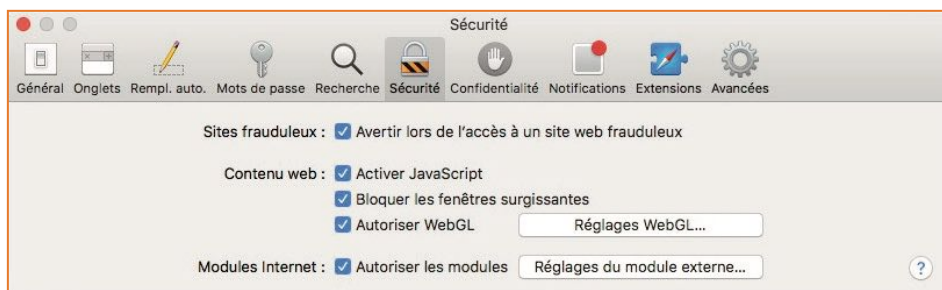 Sécurité
Général Onglets Rempl. auto. Mots de passe Recherche Sécurité Confidentialité Notifications Extensions Avancées
Sites frauduleux : Avertir lors de l'accès à un site web frauduleux
Contenu web : Activer JavaScript
Bloquer les fenêtres surgissantes
Autoriser WebGL Réglages WebGL...
Modules Internet : Autoriser les modules Réglages du module externe... ?